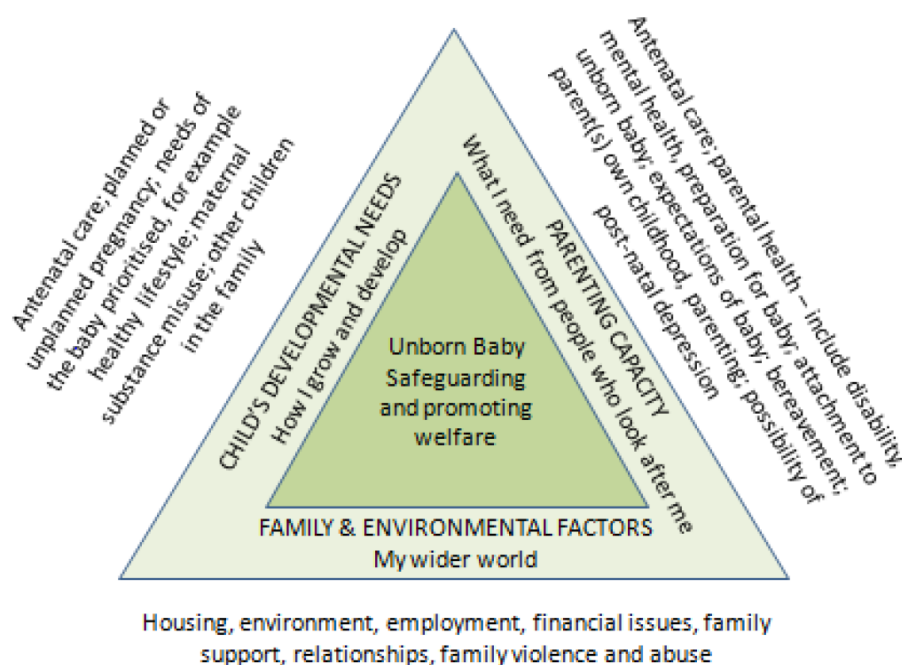 Antenatal care; planned or
unplanned pregnancy; needs of
the baby prioritised, for example
healthy lifestyle; maternal
substance misuse; other children
in the family
CHILD'S DEVELOPMENTAL NEEDS
How I grow and develop
Antenatal care; parental health – include disability,
mental health, preparation for baby; attachment to
unborn baby; expectations of baby; bereavement;
parent(s) own childhood, parenting; possibility of
post-natal depression
PARENTING CAPACITY
What I need from people who look after me
Unborn Baby
Safeguarding
and promoting
welfare
FAMILY & ENVIRONMENTAL FACTORS
My wider world
Housing, environment, employment, financial issues, family
support, relationships, family violence and abuse